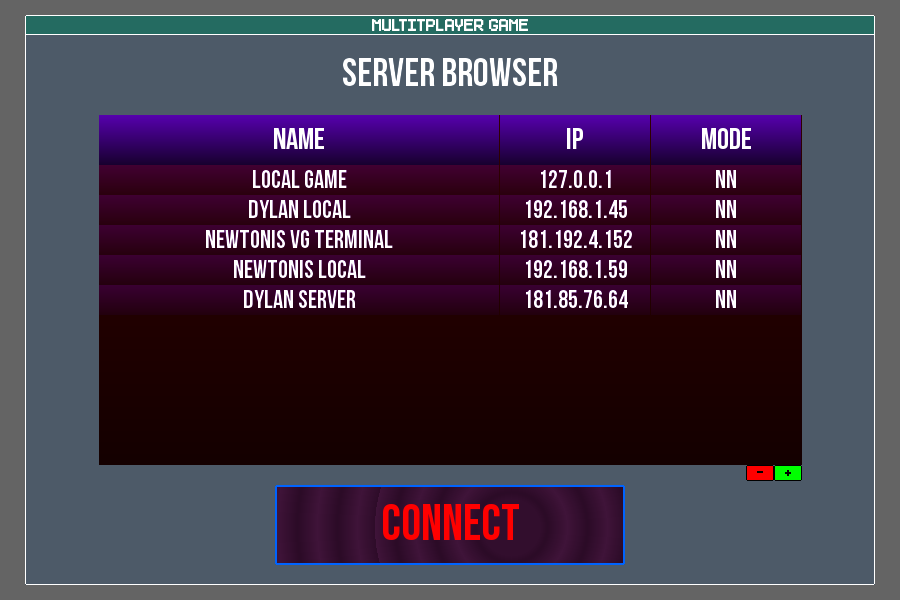 MULTITPLAYER GAME
SERVER BROWSER
NAME IP MODE
LOCAL GAME 127.0.0.1 NN
DYLAN LOCAL 192.168.1.45 NN
NEWTONIS VG TERMINAL 181.192.4.152 NN
NEWTONIS LOCAL 192.168.1.59 NN
DYLAN SERVER 181.85.76.64 NN
- +
CONNECT